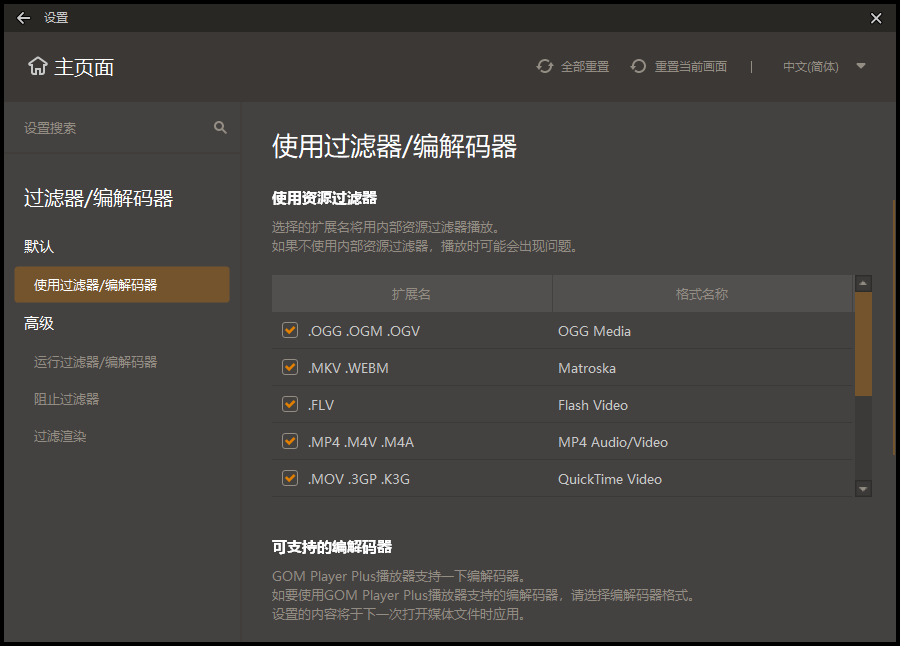 设置
主页面
全部重置
重置当前画面
|
中文(简体)
设置搜索
过滤器/编解码器
默认
使用过滤器/编解码器
高级
运行过滤器/编解码器
阻止过滤器
过滤渲染
使用过滤器/编解码器
使用资源过滤器
选择的扩展名将用内部资源过滤器播放。
如果不使用内部资源过滤器，播放时可能会出现问题。
扩展名 格式名称
.OGG .OGM .OGV OGG Media
.MKV .WEBM Matroska
.FLV Flash Video
.MP4 .M4V .M4A MP4 Audio/Video
.MOV .3GP .K3G QuickTime Video
可支持的编解码器
GOM Player Plus播放器支持一下编解码器。
如要使用GOM Player Plus播放器支持的编解码器，请选择编解码器格式。
设置的内容将于下一次打开媒体文件时应用。